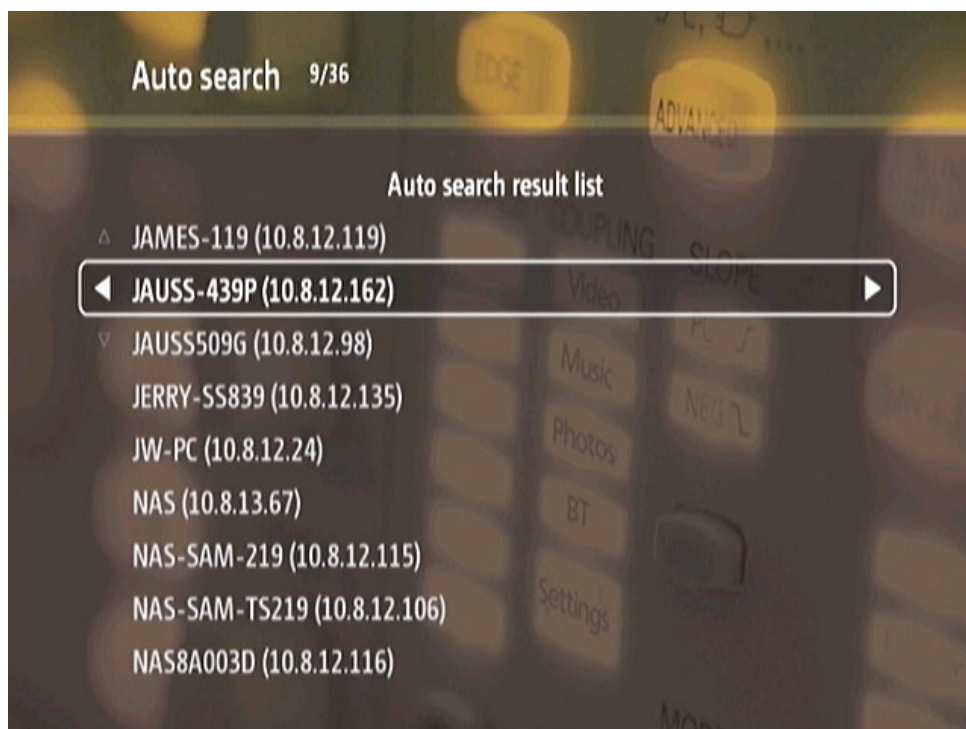 Auto search 9/36
Auto search result list
JAMES-119 (10.8.12.119)
JAUSS-439P (10.8.12.162)
JAUSS509G (10.8.12.98)
JERRY-SS839 (10.8.12.135)
JW-PC (10.8.12.24)
NAS (10.8.13.67)
NAS-SAM-219 (10.8.12.115)
NAS-SAM-TS219 (10.8.12.106)
NAS8A003D (10.8.12.116)
EDGE
ADVANCED
COUPLING
SLOPE
Video
Music
Photos
BT
Settings
NEG